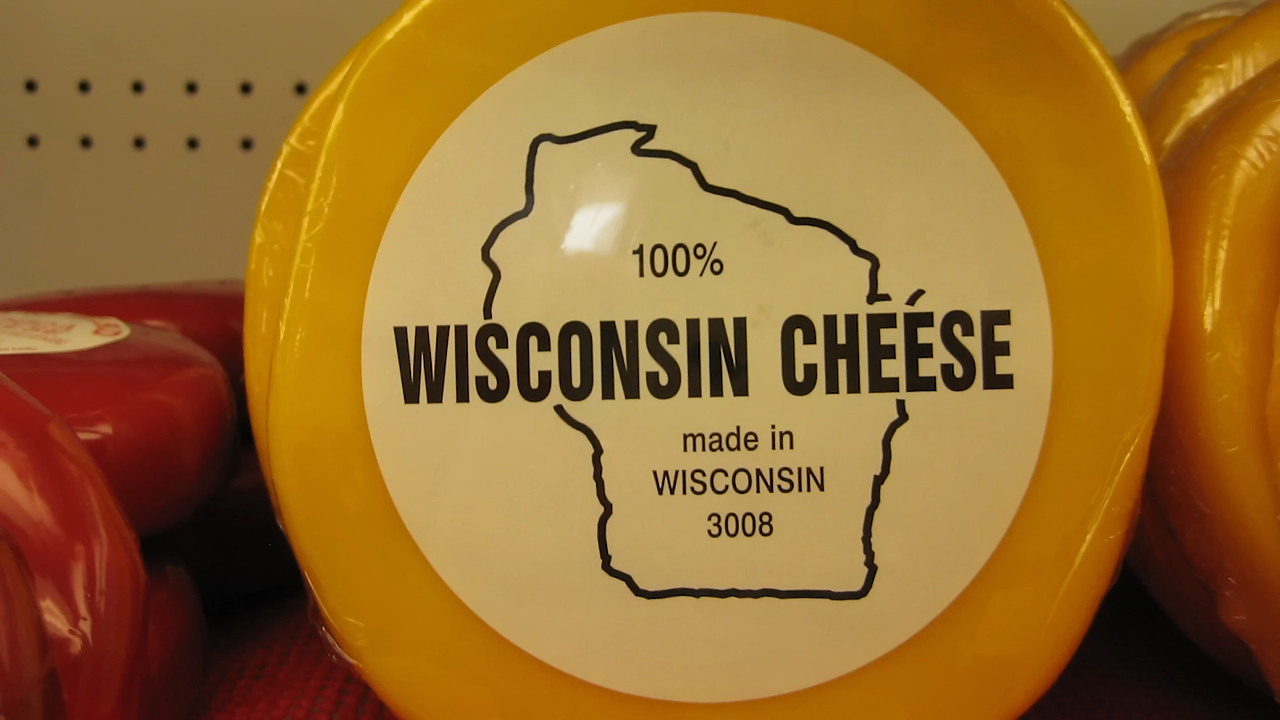 100%
WISCONSIN CHEESE
made in
WISCONSIN
3008